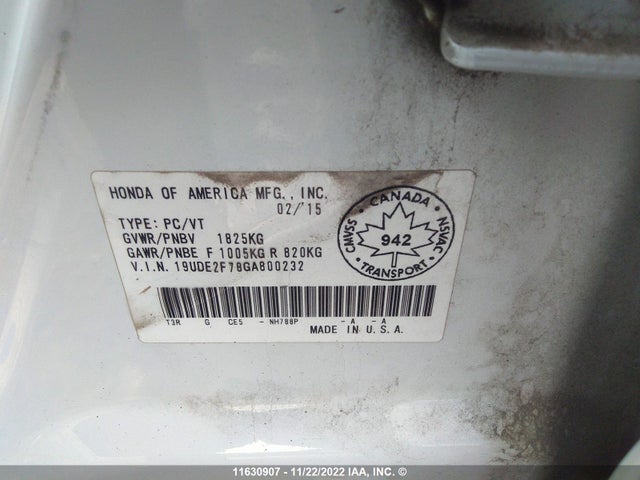 HONDA OF AMERICA MFG., INC.
02/'15
TYPE: PC/VT
GVWR/PNBV 1825KG
GAWR/PNBE F 1005KG R 820KG
V.I.N. 19UDE2F78GA800232
CANADA
CMVSS
942
NSVAC
TRANSPORT
T3R G CE5 - NH788P - A - A
MADE IN U.S.A.
11630907 - 11/22/2022 IAA, INC. ©